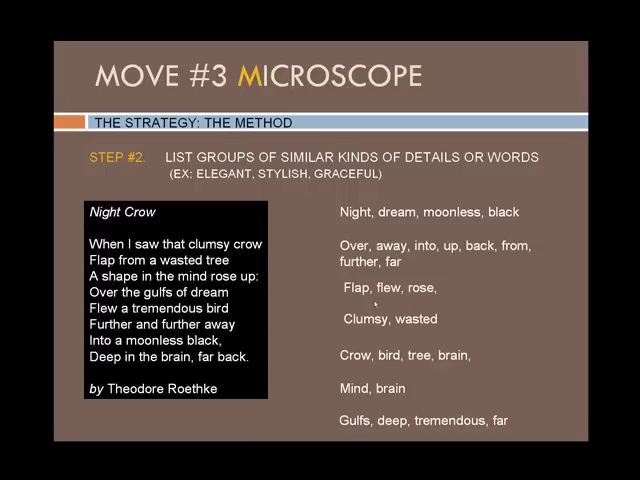 MOVE #3 MICROSCOPE
THE STRATEGY: THE METHOD
STEP #2. LIST GROUPS OF SIMILAR KINDS OF DETAILS OR WORDS
(EX: ELEGANT, STYLISH, GRACEFUL)
Night Crow
When I saw that clumsy crow
Flap from a wasted tree
A shape in the mind rose up:
Over the gulfs of dream
Flew a tremendous bird
Further and further away
Into a moonless black,
Deep in the brain, far back.
by Theodore Roethke
Night, dream, moonless, black
Over, away, into, up, back, from,
further, far
Flap, flew, rose,
Clumsy, wasted
Crow, bird, tree, brain,
Mind, brain
Gulfs, deep, tremendous, far